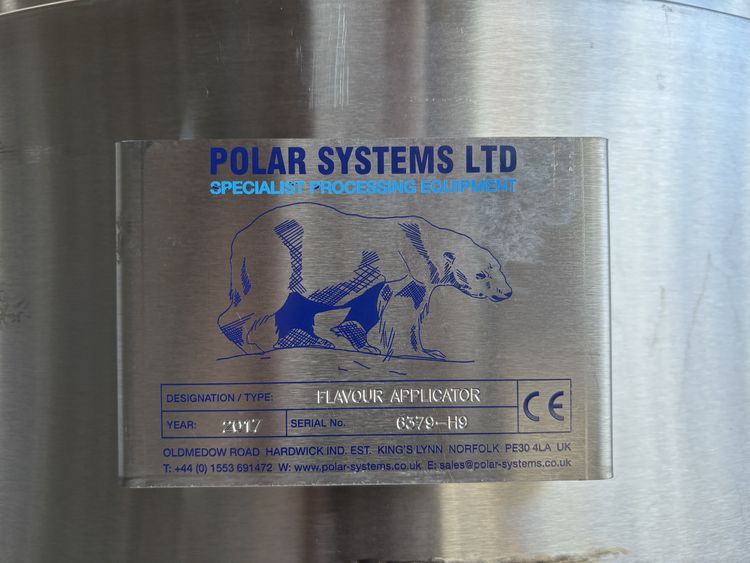 POLAR SYSTEMS LTD
SPECIALIST PROCESSING EQUIPMENT
DESIGNATION / TYPE: FLAVOUR APPLICATOR
YEAR: 2017 SERIAL No. 6379-H9 CE
OLDMEDOW ROAD HARDWICK IND. EST. KING'S LYNN NORFOLK PE30 4LA UK
T: +44 (0) 1553 691472 W: www.polar-systems.co.uk E: sales@polar-systems.co.uk